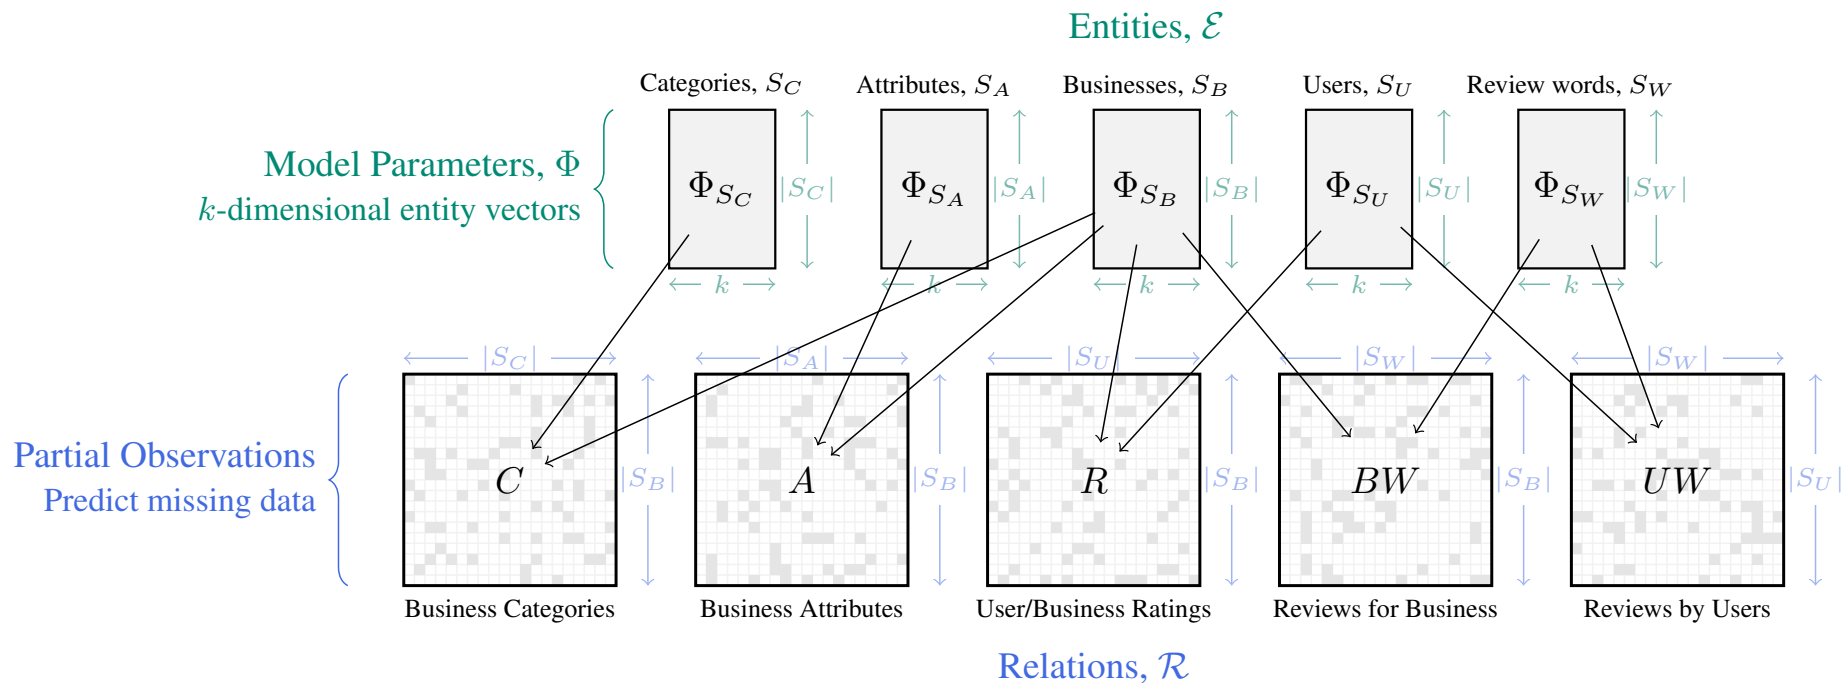 Entities, ℰ
Categories, S_C
Attributes, S_A
Businesses, S_B
Users, S_U
Review words, S_W
Model Parameters, Φ
k-dimensional entity vectors
Φ_{S_C}
|S_C|
Φ_{S_A}
|S_A|
Φ_{S_B}
|S_B|
Φ_{S_U}
|S_U|
Φ_{S_W}
|S_W|
k
k
k
k
k
|S_C|
|S_A|
|S_U|
|S_W|
|S_W|
Partial Observations
Predict missing data
C
|S_B|
A
|S_B|
R
|S_B|
BW
|S_B|
UW
|S_U|
Business Categories
Business Attributes
User/Business Ratings
Reviews for Business
Reviews by Users
Relations, ℛ